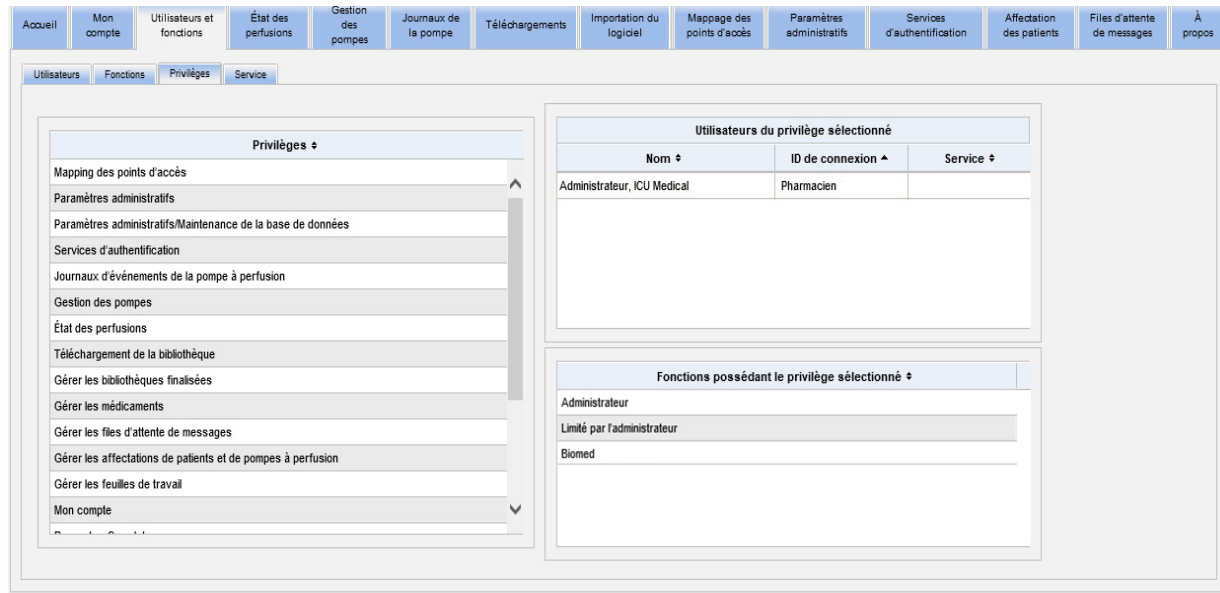 Accueil
Mon
compte
Utilisateurs et
fonctions
État des
perfusions
Gestion
des
pompes
Journaux de
la pompe
Téléchargements
Importation du
logiciel
Mappage des
points d'accès
Paramètres
administratifs
Services
d'authentification
Affectation
des patients
Files d'attente
de messages
À
propos
Utilisateurs
Fonctions
Privilèges
Service
Privilèges
Mapping des points d'accès
Paramètres administratifs
Paramètres administratifs/Maintenance de la base de données
Services d'authentification
Journaux d'événements de la pompe à perfusion
Gestion des pompes
État des perfusions
Téléchargement de la bibliothèque
Gérer les bibliothèques finalisées
Gérer les médicaments
Gérer les files d'attente de messages
Gérer les affectations de patients et de pompes à perfusion
Gérer les feuilles de travail
Mon compte
Utilisateurs du privilège sélectionné
Nom
ID de connexion
Service
Administrateur, ICU Medical
Pharmacien
Fonctions possédant le privilège sélectionné
Administrateur
Limité par l'administrateur
Biomed